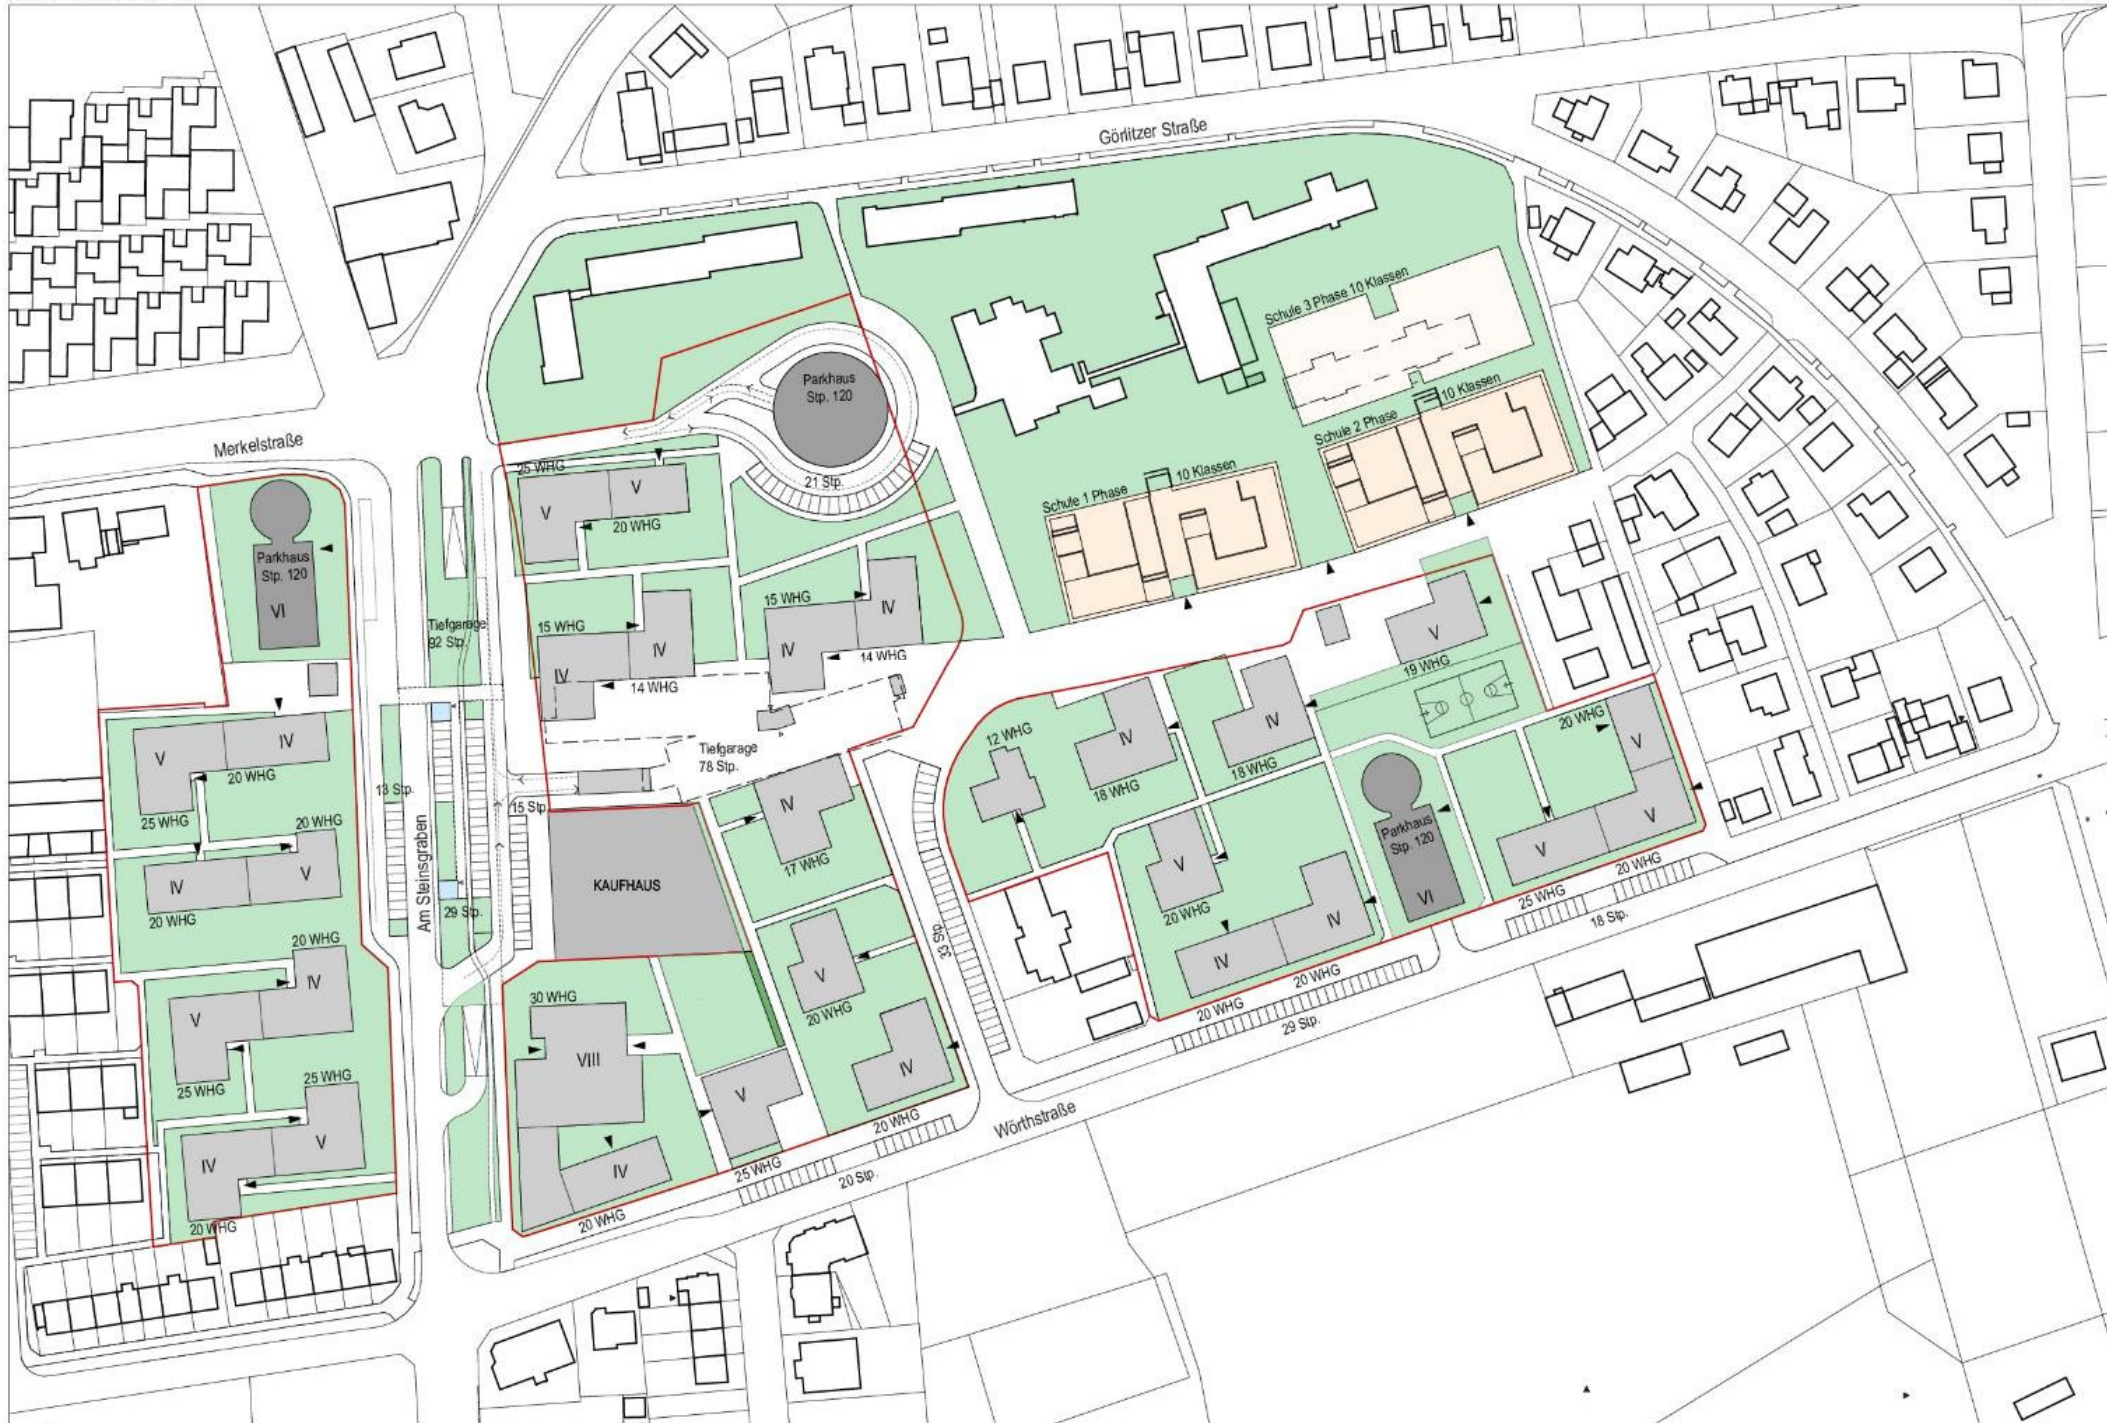 Görlitzer Straße
Schule 3 Phase 10 Klassen
Parkhaus
Stp. 120
10 Klassen
Schule 2 Phase
Merkelstraße
25 WHG
V
V
20 WHG
21 Stp.
10 Klassen
Schule 1 Phase
Parkhaus
Stp. 120
VI
Tiefgarage
92 Stp.
15 WHG
IV
IV
14 WHG
15 WHG
IV
IV
14 WHG
V
19 WHG
Tiefgarage
78 Stp.
12 WHG
IV
18 WHG
IV
18 WHG
20 WHG
V
V
V
V
IV
20 WHG
25 WHG
13 Stp.
15 Stp.
Am Steinsgraben
20 WHG
IV
V
20 WHG
29 Stp.
KAUFHAUS
IV
17 WHG
33 Stp.
V
20 WHG
Parkhaus
Stp. 120
VI
IV
IV
20 WHG
20 WHG
29 Stp.
25 WHG
20 WHG
18 Stp.
20 WHG
IV
V
25 WHG
30 WHG
VIII
V
20 WHG
IV
20 WHG
V
25 WHG
20 Stp.
IV
20 WHG
25 WHG
V
IV
20 WHG
Wörthstraße